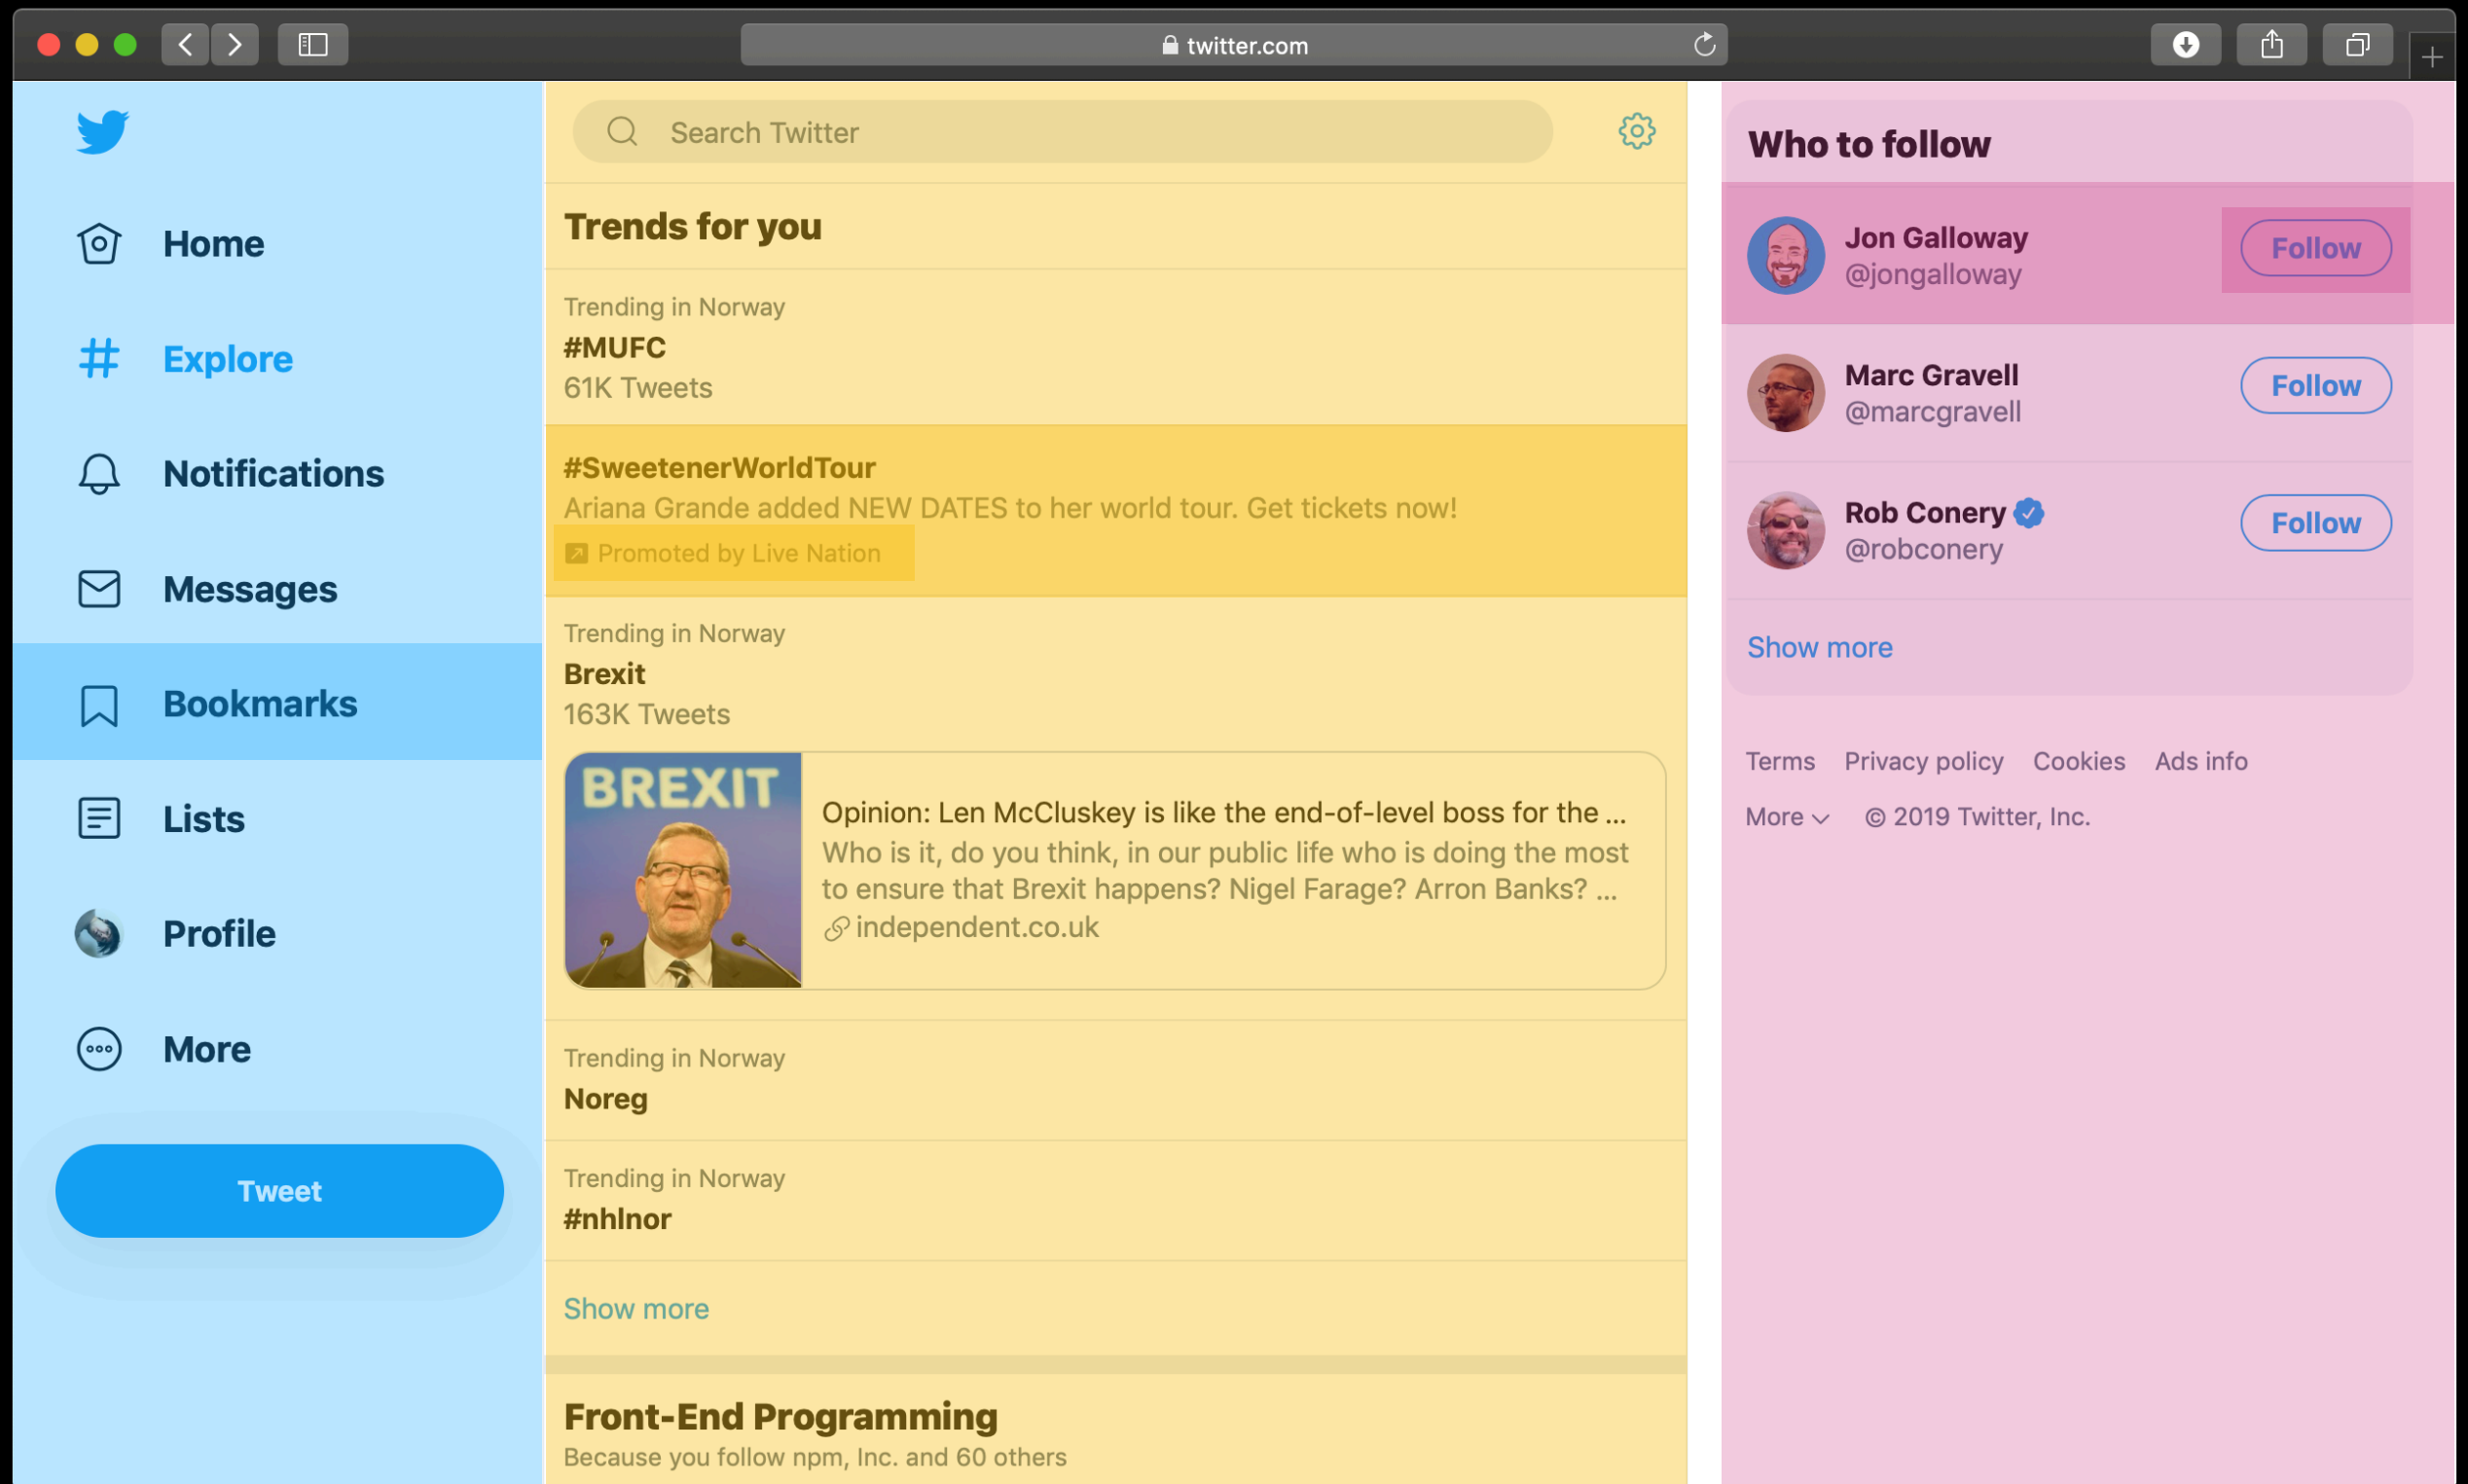 twitter.com
Home
Explore
Notifications
Messages
Bookmarks
Lists
Profile
More
Tweet
Search Twitter
Trends for you
Trending in Norway
#MUFC
61K Tweets
#SweetenerWorldTour
Ariana Grande added NEW DATES to her world tour. Get tickets now!
Promoted by Live Nation
Trending in Norway
Brexit
163K Tweets
BREXIT
Opinion: Len McCluskey is like the end-of-level boss for the ...
Who is it, do you think, in our public life who is doing the most
to ensure that Brexit happens? Nigel Farage? Arron Banks? ...
independent.co.uk
Trending in Norway
Noreg
Trending in Norway
#nhlnor
Show more
Front-End Programming
Because you follow npm, Inc. and 60 others
Who to follow
Jon Galloway
@jongalloway
Follow
Marc Gravell
@marcgravell
Follow
Rob Conery
@robconery
Follow
Show more
Terms Privacy policy Cookies Ads info
More © 2019 Twitter, Inc.